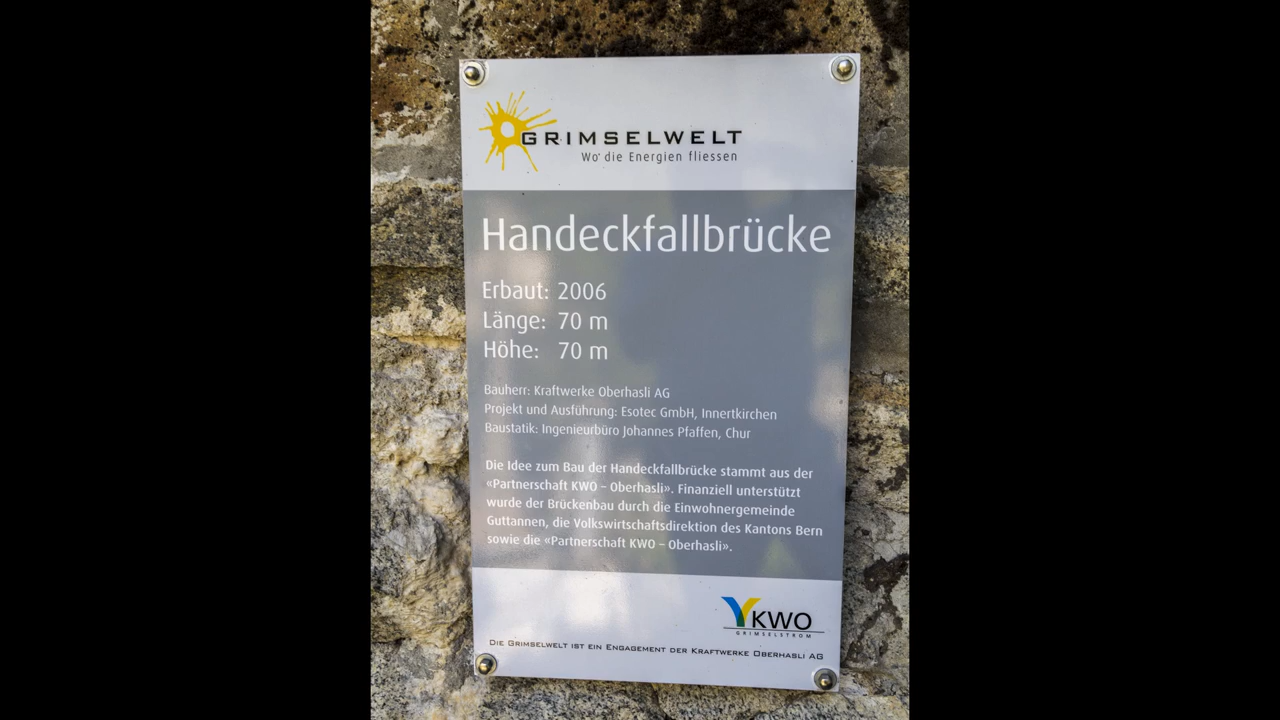 GRIMSELWELT
Wo die Energien fliessen
Handeckfallbrücke
Erbaut: 2006
Länge: 70 m
Höhe: 70 m
Bauherr: Kraftwerke Oberhasli AG
Projekt und Ausführung: Esotec GmbH, Innertkirchen
Baustatik: Ingenieurbüro Johannes Pfaffen, Chur
Die Idee zum Bau der Handeckfallbrücke stammt aus der
«Partnerschaft KWO – Oberhasli». Finanziell unterstützt
wurde der Brückenbau durch die Einwohnergemeinde
Guttannen, die Volkswirtschaftsdirektion des Kantons Bern
sowie die «Partnerschaft KWO – Oberhasli».
KWO
GRIMSELSTROM
Die Grimselwelt ist ein Engagement der Kraftwerke Oberhasli AG